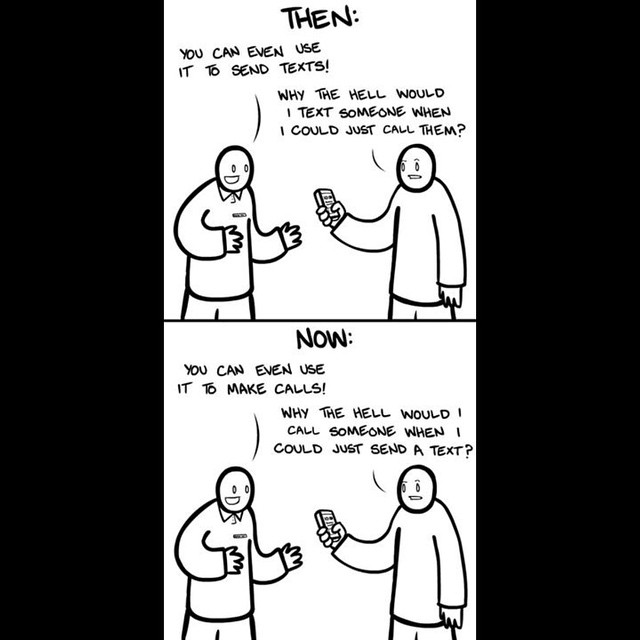 THEN:
YOU CAN EVEN USE
IT TO SEND TEXTS!
WHY THE HELL WOULD
I TEXT SOMEONE WHEN
I COULD JUST CALL THEM?
NOW:
YOU CAN EVEN USE
IT TO MAKE CALLS!
WHY THE HELL WOULD I
CALL SOMEONE WHEN I
COULD JUST SEND A TEXT?